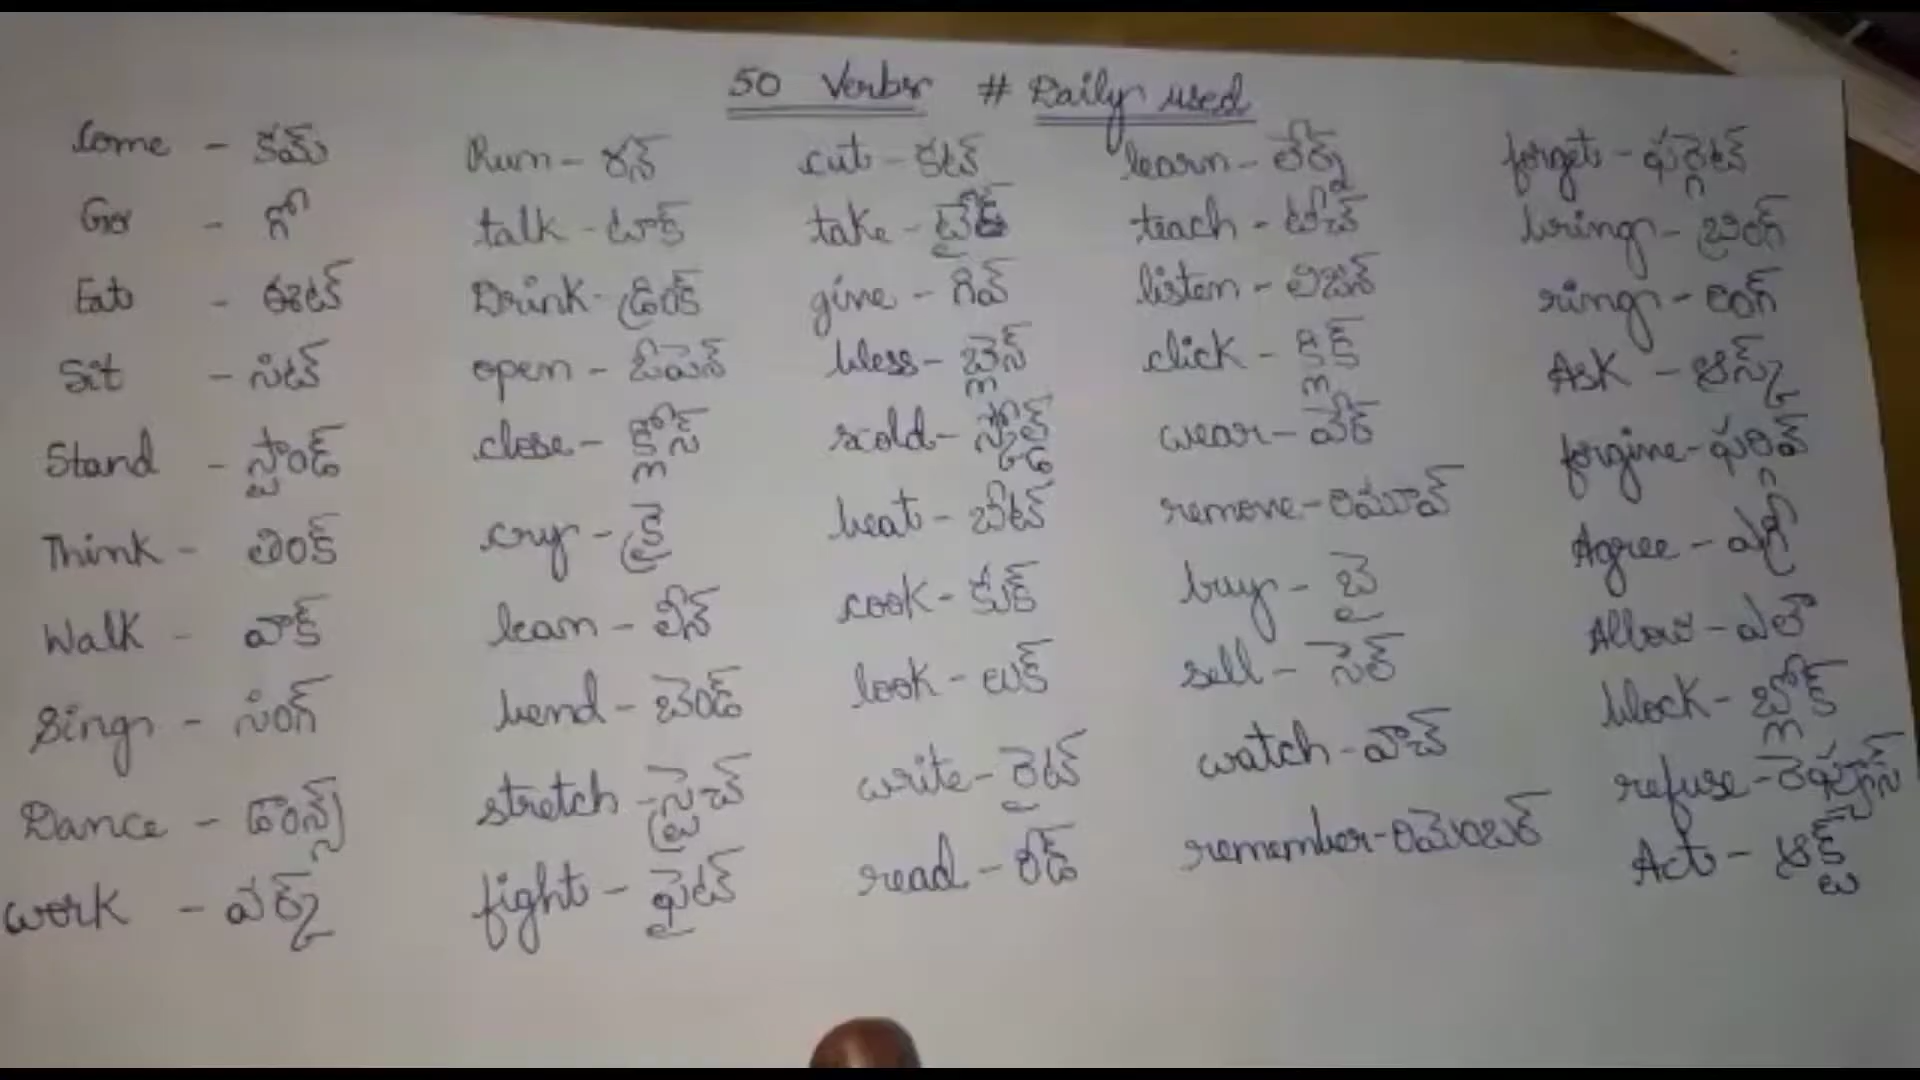 50 Verbs # Daily used
Come - కమ్
Go - గో
Eat - ఈట్
Sit - సిట్
Stand - స్టాండ్
Think - థింక్
Walk - వాక్
Sing - సింగ్
Dance - డాన్స్
work - వర్క్
Run - రన్
talk - టాక్
Drink - డ్రింక్
open - ఓపెన్
close - క్లోస్
cry - క్రై
lean - లీన్
bend - బెండ్
stretch - స్ట్రెచ్
fight - ఫైట్
cut - కట్
take - టేక్
give - గివ్
bless - బ్లెస్
scold - స్కోల్డ్
beat - బీట్
cook - కుక్
look - లుక్
write - రైట్
read - రీడ్
learn - లేర్న్
teach - టీచ్
listen - లిజన్
click - క్లిక్
wear - వేర్
remove - రిమూవ్
buy - బై
sell - సెల్
watch - వాచ్
remember - రిమెంబర్
forget - ఫర్గెట్
bring - బ్రింగ్
ring - రింగ్
Ask - ఆస్క్
forgive - ఫర్గివ్
Agree - ఎగ్రీ
Allow - ఎలౌ
block - బ్లోక్
refuse - రెఫ్యూస్
Act - ఆక్ట్